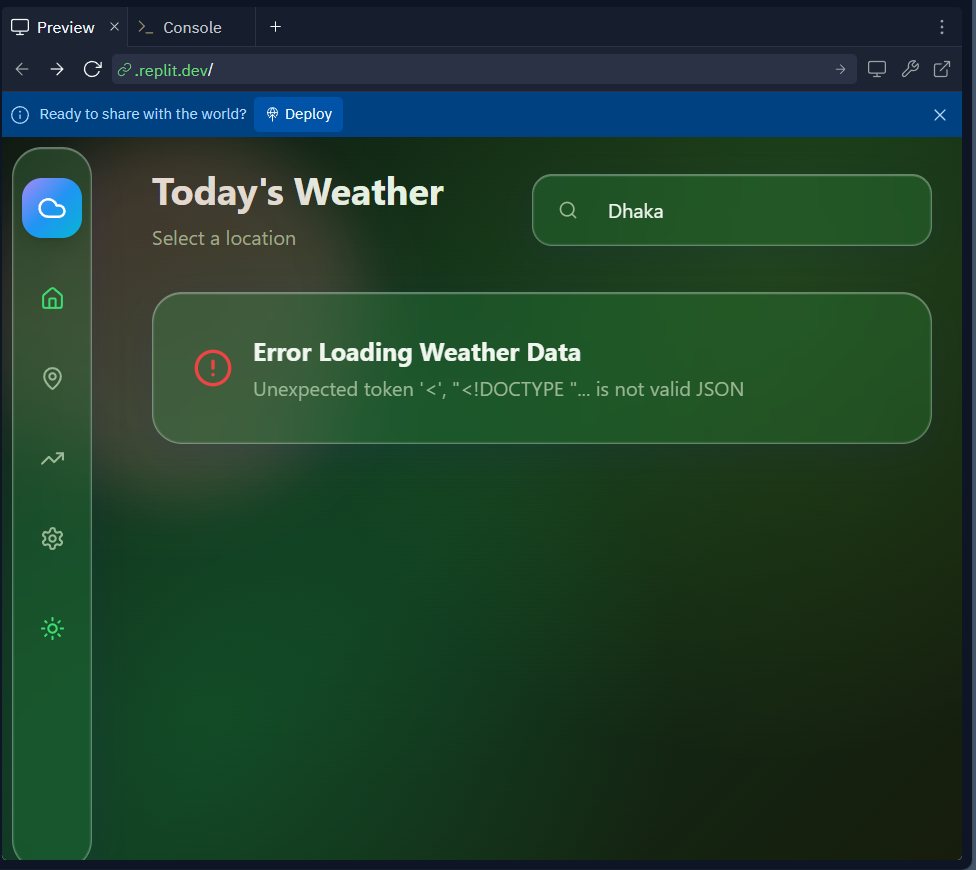 Preview
Console
.replit.dev/
Ready to share with the world?
Deploy
Today's Weather
Select a location
Dhaka
Error Loading Weather Data
Unexpected token '<', "<!DOCTYPE "... is not valid JSON